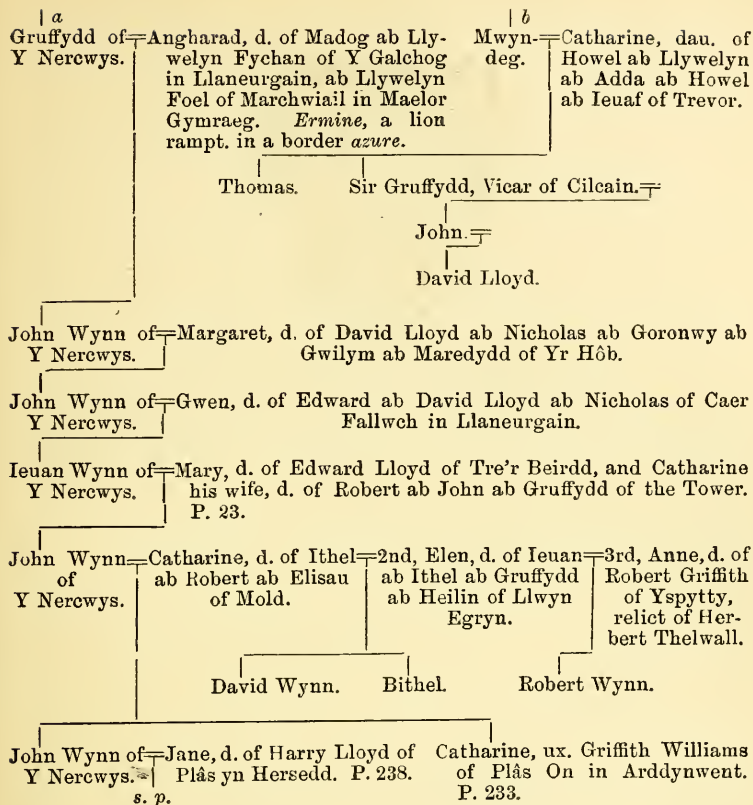 a b
Gruffydd of Angharad, d. of Madog ab Lly- Mwyn- Catharine, dau. of
Y Nercwys. welyn Fychan of Y Galchog deg. Howel ab Llywelyn
in Llaneurgain, ab Llywelyn ab Adda ab Howel
Foel of Marchwiail in Maelor ab Ieuaf of Trevor.
Gymraeg. Ermine, a lion
rampt. in a border azure.
Thomas. Sir Gruffydd, Vicar of Cilcain.
John.
David Lloyd.
John Wynn of Margaret, d. of David Lloyd ab Nicholas ab Goronwy ab
Y Nercwys. Gwilym ab Maredydd of Yr Hôb.
John Wynn of Gwen, d. of Edward ab David Lloyd ab Nicholas of Caer
Y Nercwys. Fallwch in Llaneurgain.
Ieuan Wynn of Mary, d. of Edward Lloyd of Tre'r Beirdd, and Catharine
Y Nercwys. his wife, d. of Robert ab John ab Gruffydd of the Tower.
P. 23.
John Wynn Catharine, d. of Ithel 2nd, Elen, d. of Ieuan 3rd, Anne, d. of
of ab Robert ab Elisau ab Ithel ab Gruffydd Robert Griffith
Y Nercwys. of Mold. ab Heilin of Llwyn of Yspytty,
Egryn. relict of Her-
bert Thelwall.
David Wynn. Bithel. Robert Wynn.
John Wynn of Jane, d. of Harry Lloyd of Catharine, ux. Griffith Williams
Y Nercwys. Plâs yn Hersedd. P. 238. of Plâs On in Arddynwent.
s. p. P. 233.